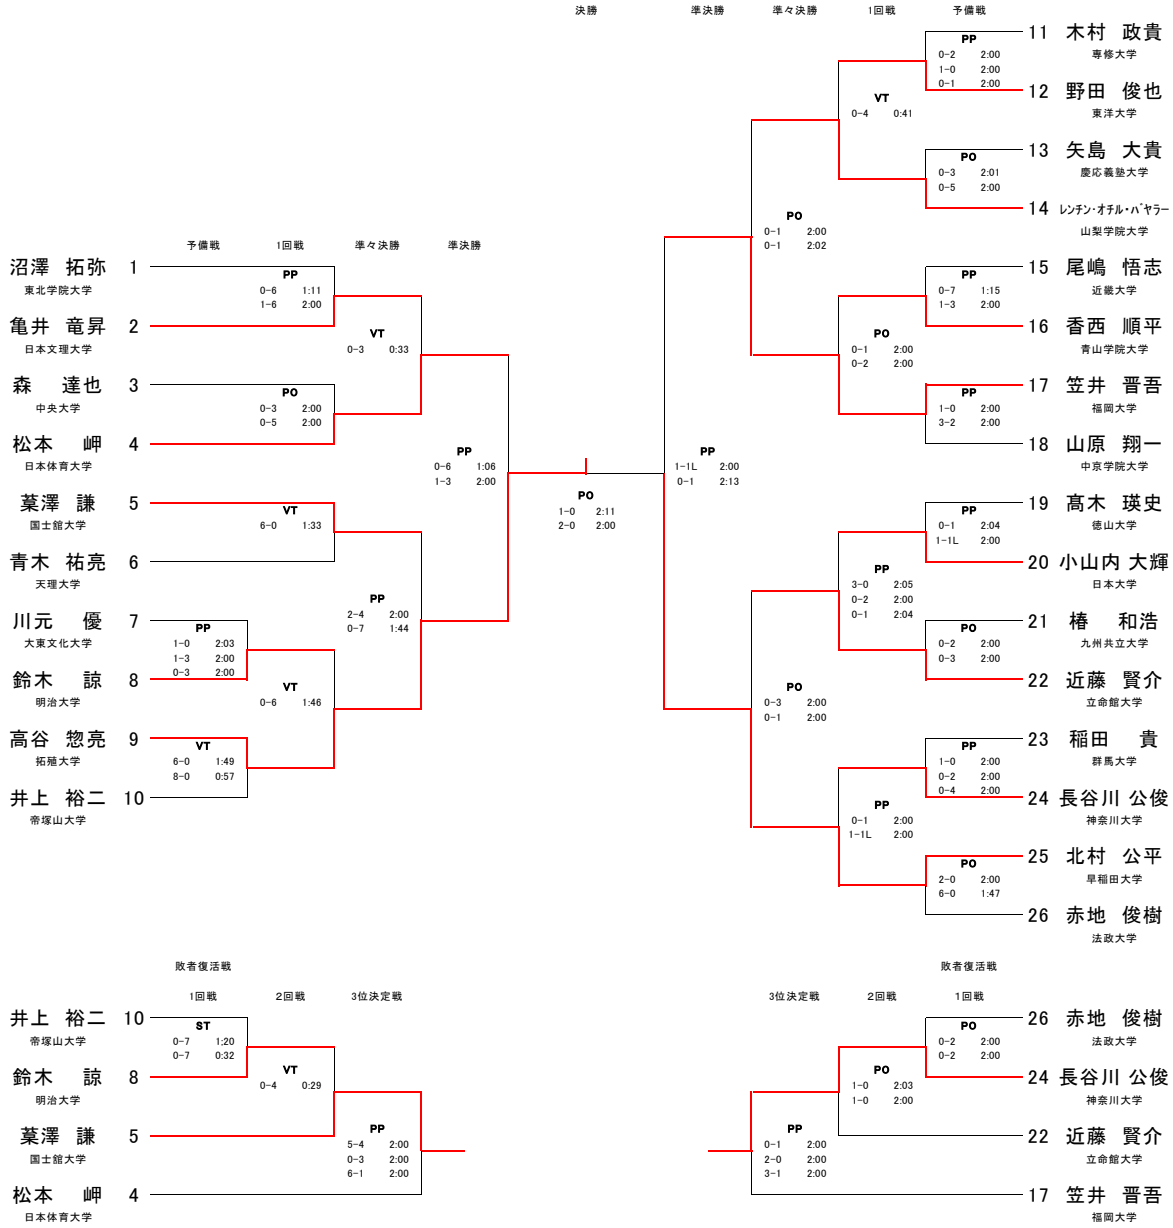 決勝 準決勝 準々決勝 1回戦 予備戦
11 木村 政貴
専修大学
PP
0-2 2:00
1-0 2:00
0-1 2:00
12 野田 俊也
東洋大学
VT
0-4 0:41
13 矢島 大貴
慶応義塾大学
PO
0-3 2:01
0-5 2:00
14 レンチン・オチル・バヤラー
山梨学院大学
PO
0-1 2:00
0-1 2:02
15 尾嶋 悟志
近畿大学
PP
0-7 1:15
1-3 2:00
16 香西 順平
青山学院大学
PO
0-1 2:00
0-2 2:00
17 笠井 晋吾
福岡大学
PP
1-0 2:00
3-2 2:00
18 山原 翔一
中京学院大学
PP
1-1L 2:00
0-1 2:13
19 髙木 瑛史
徳山大学
PP
0-1 2:04
1-1L 2:00
20 小山内 大輝
日本大学
PP
3-0 2:05
0-2 2:00
0-1 2:04
21 椿 和浩
九州共立大学
PO
0-2 2:00
0-3 2:00
22 近藤 賢介
立命館大学
PO
0-3 2:00
0-1 2:00
23 稲田 貴
群馬大学
PP
1-0 2:00
0-2 2:00
0-4 2:00
24 長谷川 公俊
神奈川大学
PP
0-1 2:00
1-1L 2:00
25 北村 公平
早稲田大学
PO
2-0 2:00
6-0 1:47
26 赤地 俊樹
法政大学
予備戦 1回戦 準々決勝 準決勝
沼澤 拓弥 1
東北学院大学
PP
0-6 1:11
1-6 2:00
亀井 竜昇 2
日本文理大学
VT
0-3 0:33
森 達也 3
中央大学
PO
0-3 2:00
0-5 2:00
松本 岬 4
日本体育大学
PP
0-6 1:06
1-3 2:00
PO
1-0 2:11
2-0 2:00
葉澤 謙 5
国士舘大学
VT
6-0 1:33
青木 祐亮 6
天理大学
PP
2-4 2:00
0-7 1:44
川元 優 7
大東文化大学
PP
1-0 2:03
1-3 2:00
0-3 2:00
鈴木 諒 8
明治大学
VT
0-6 1:46
高谷 惣亮 9
拓殖大学
VT
6-0 1:49
8-0 0:57
井上 裕二 10
帝塚山大学
敗者復活戦
1回戦 2回戦 3位決定戦
井上 裕二 10
帝塚山大学
ST
0-7 1:20
0-7 0:32
鈴木 諒 8
明治大学
VT
0-4 0:29
葉澤 謙 5
国士舘大学
PP
5-4 2:00
0-3 2:00
6-1 2:00
松本 岬 4
日本体育大学
敗者復活戦
3位決定戦 2回戦 1回戦
26 赤地 俊樹
法政大学
PO
0-2 2:00
0-2 2:00
24 長谷川 公俊
神奈川大学
PO
1-0 2:03
1-0 2:00
22 近藤 賢介
立命館大学
PP
0-1 2:00
2-0 2:00
3-1 2:00
17 笠井 晋吾
福岡大学